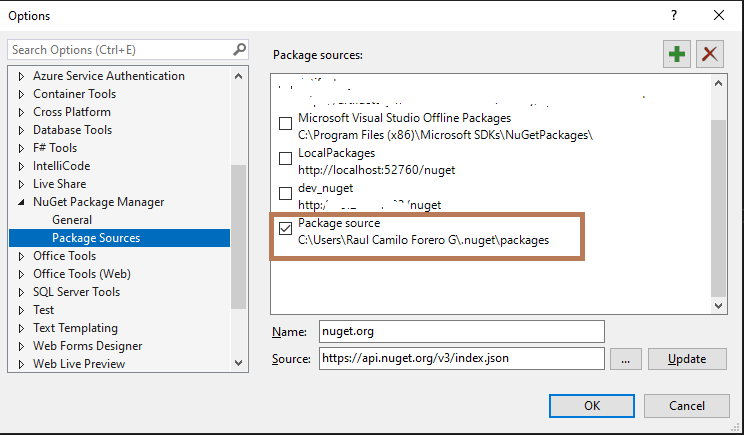 Options
Search Options (Ctrl+E)
Azure Service Authentication
Container Tools
Cross Platform
Database Tools
F# Tools
IntelliCode
Live Share
NuGet Package Manager
General
Package Sources
Office Tools
Office Tools (Web)
SQL Server Tools
Test
Text Templating
Web Forms Designer
Web Live Preview
Package sources:
Microsoft Visual Studio Offline Packages
C:\Program Files (x86)\Microsoft SDKs\NuGetPackages\
LocalPackages
http://localhost:52760/nuget
dev_nuget
http:/ /nuget
Package source
C:\Users\Raul Camilo Forero G\.nuget\packages
Name: nuget.org
Source: https://api.nuget.org/v3/index.json ... Update
OK Cancel